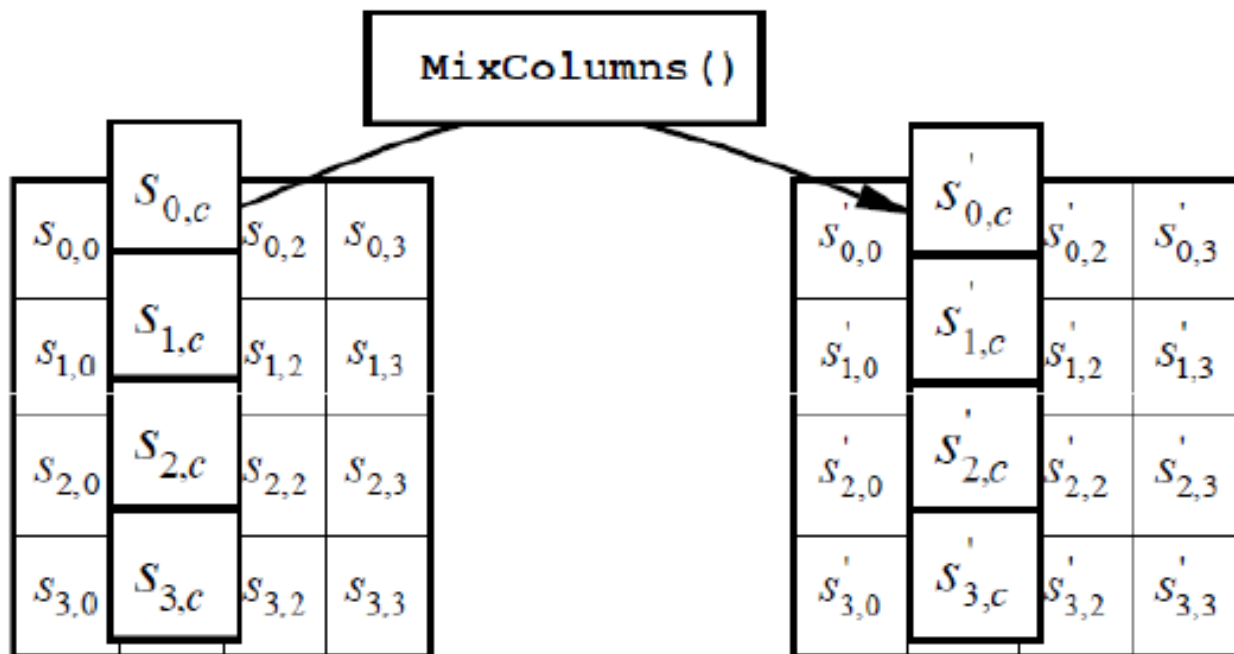 MixColumns()
S0,c S'0,c
S0,0 S0,2 S0,3 S'0,0 S'0,2 S'0,3
S1,c S'1,c
S1,0 S1,2 S1,3 S'1,0 S'1,2 S'1,3
S2,c S'2,c
S2,0 S2,2 S2,3 S'2,0 S'2,2 S'2,3
S3,c S'3,c
S3,0 S3,2 S3,3 S'3,0 S'3,2 S'3,3